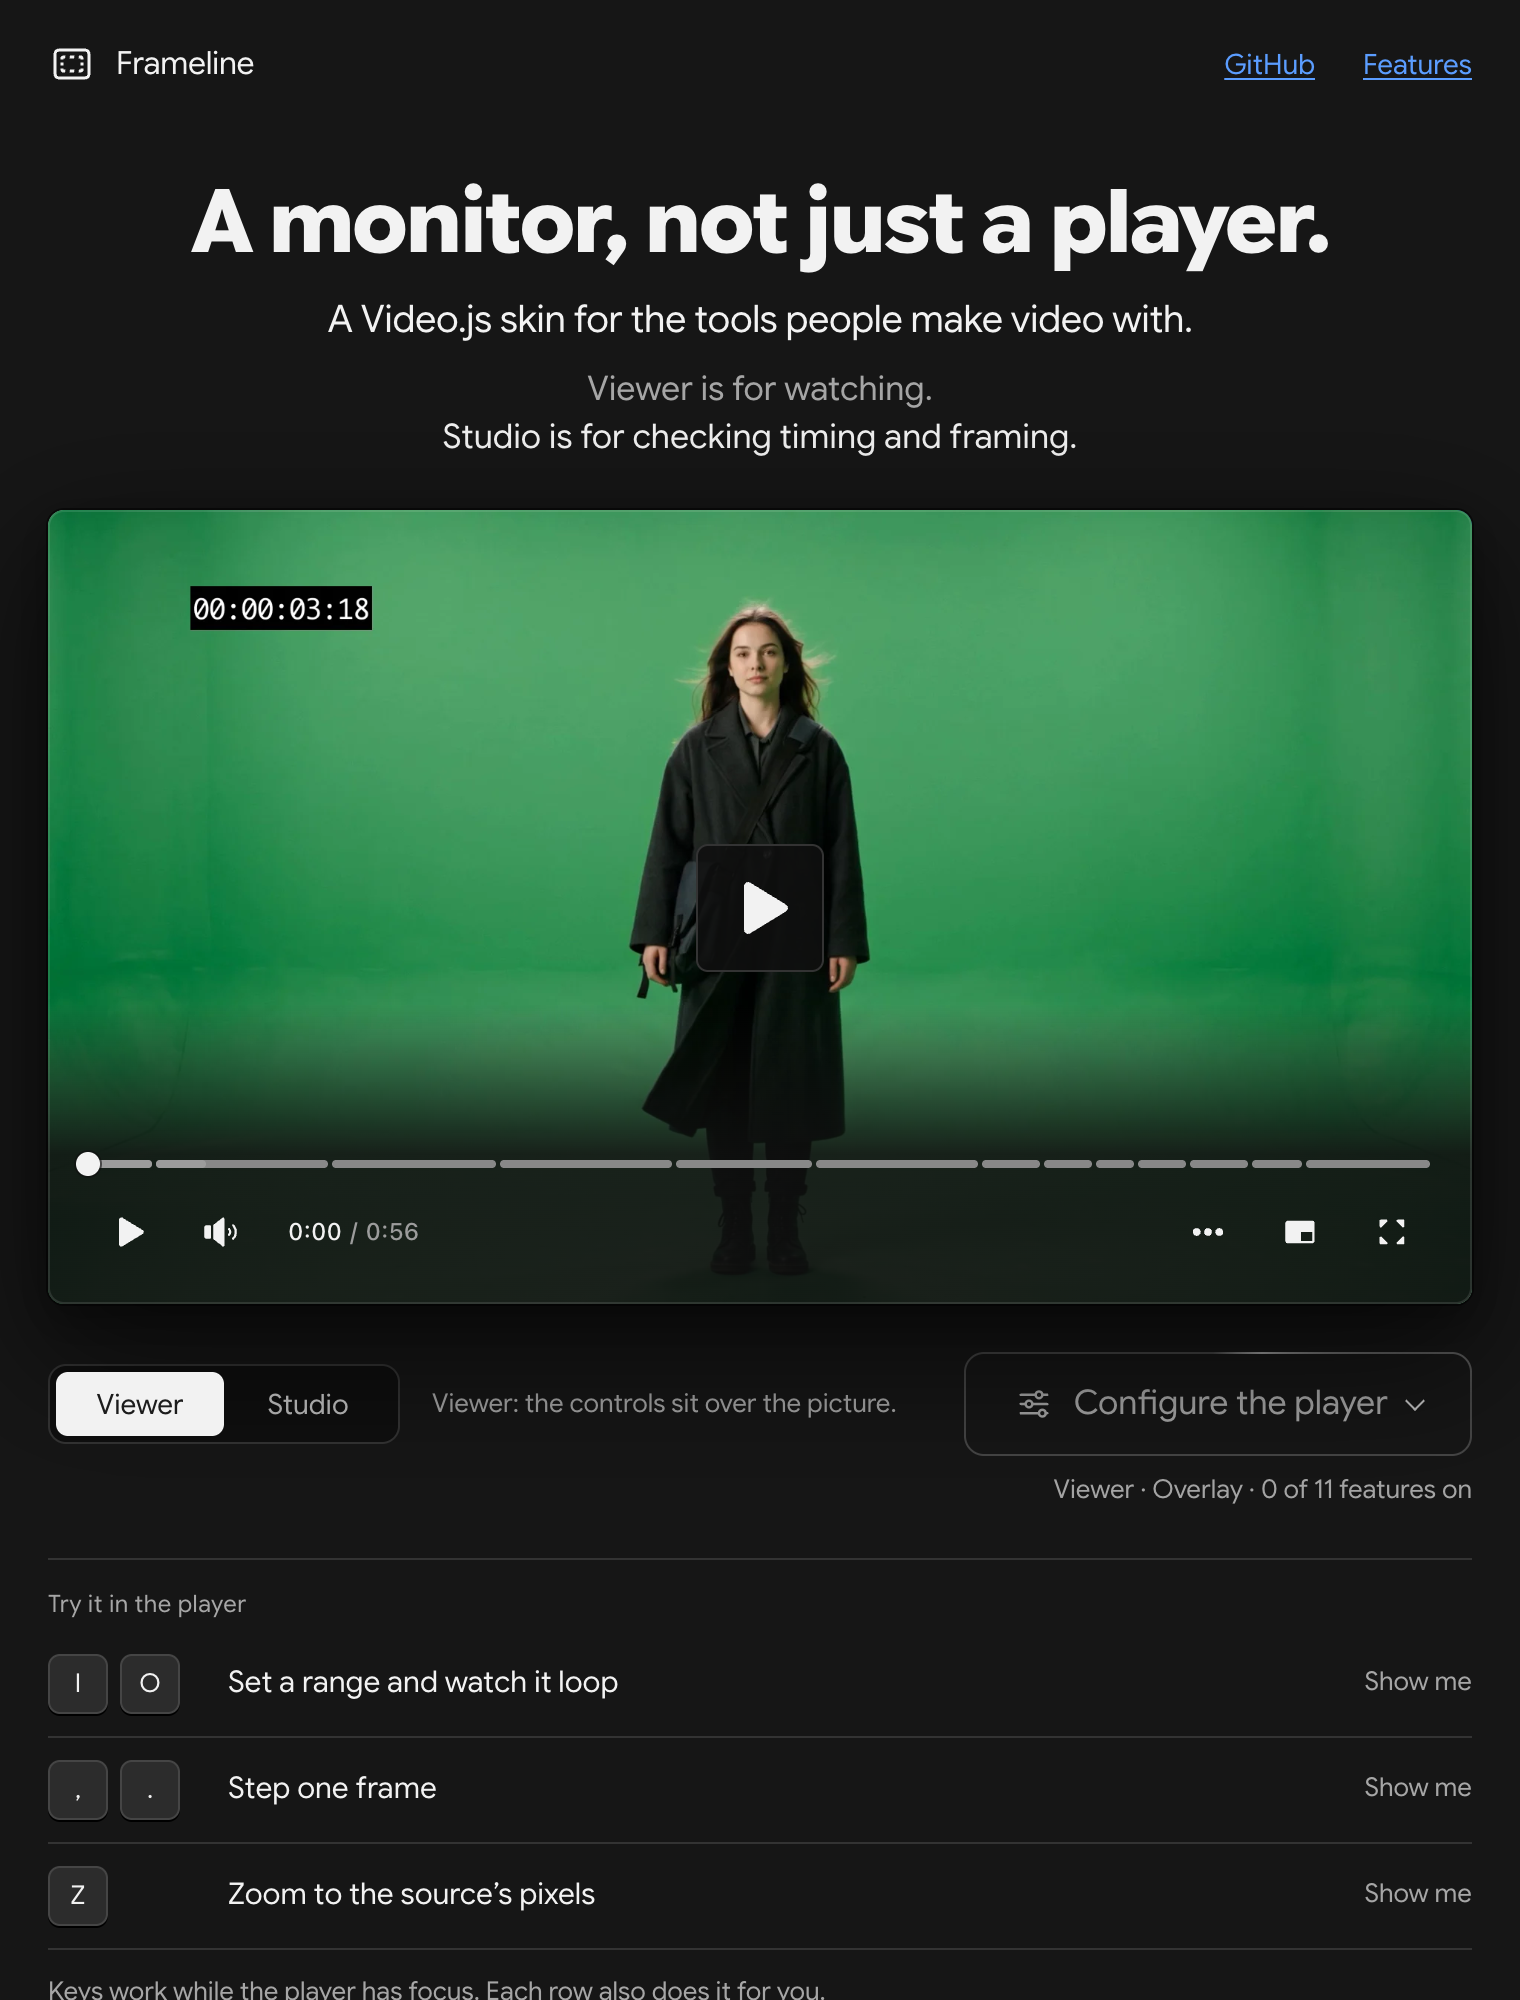 Frameline
GitHub Features
A monitor, not just a player.
A Video.js skin for the tools people make video with.
Viewer is for watching.
Studio is for checking timing and framing.
00:00:03:18
0:00 / 0:56
Viewer Studio Viewer: the controls sit over the picture. Configure the player
Viewer · Overlay · 0 of 11 features on
Try it in the player
I O Set a range and watch it loop Show me
, . Step one frame Show me
Z Zoom to the source’s pixels Show me
Keys work while the player has focus. Each row also does it for you.